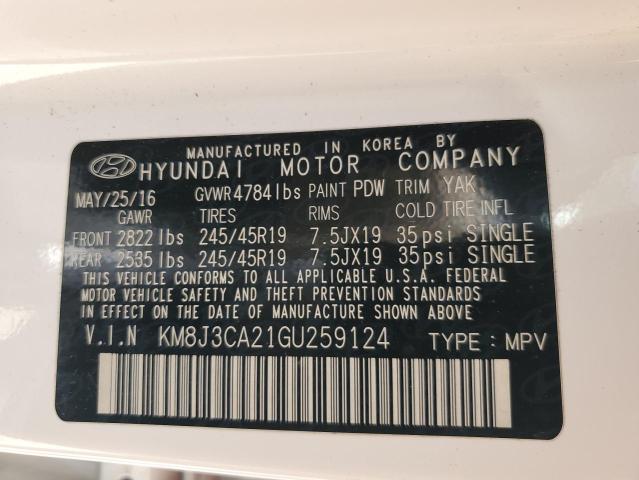 MANUFACTURED IN KOREA BY
HYUNDAI MOTOR COMPANY
MAY/25/16 GVWR 4784lbs PAINT PDW TRIM YAK
GAWR TIRES RIMS COLD TIRE INFL
FRONT 2822 lbs 245/45R19 7.5JX19 35psi SINGLE
REAR 2535 lbs 245/45R19 7.5JX19 35psi SINGLE
THIS VEHICLE CONFORMS TO ALL APPLICABLE U.S.A. FEDERAL
MOTOR VEHICLE SAFETY AND THEFT PREVENTION STANDARDS
IN EFFECT ON THE DATE OF MANUFACTURE SHOWN ABOVE
V.I.N KM8J3CA21GU259124 TYPE : MPV